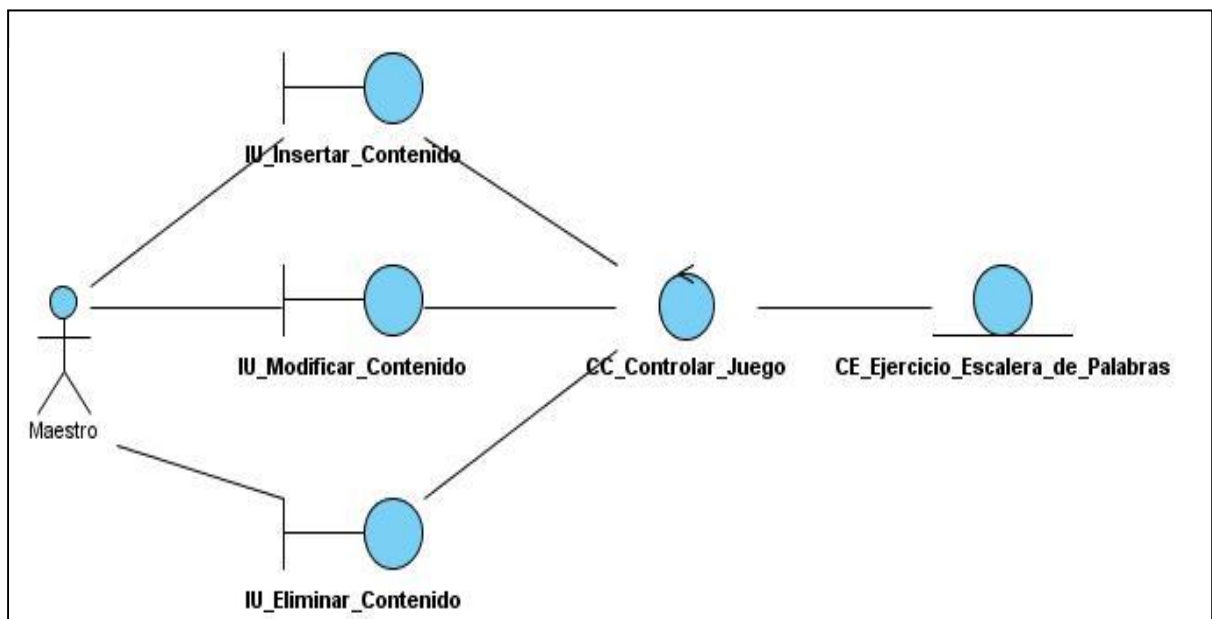 IU_Insertar_Contenido
IU_Modificar_Contenido
CC_Controlar_Juego
CE_Ejercicio_Escalera_de_Palabras
Maestro
IU_Eliminar_Contenido